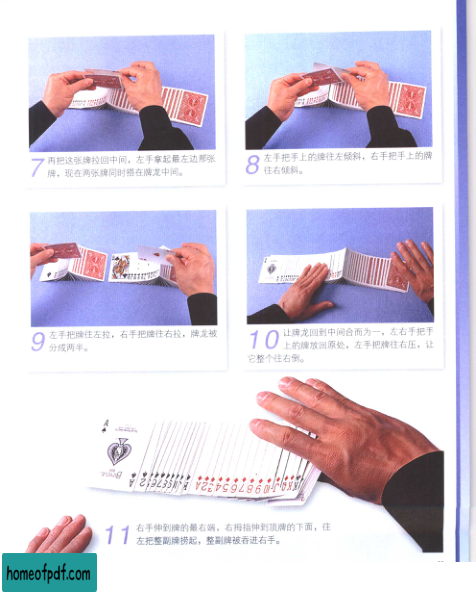 7 再把这张牌拉回中间，左手拿起最左边那张
牌，现在两张牌同时搭在牌龙中间。
8 左手把手上的牌往左倾斜，右手把手上的牌
往右倾斜。
9 左手把牌往左拉，右手把牌往右拉，牌龙被
分成两半。
10 让牌龙回到中间合而为一，左右手把手
上的牌放回原处，左手把牌往右压，让
它整个往右倒。
11 右手伸到牌的最右端，右拇指伸到顶牌的下面，往
左把整副牌捞起，整副牌被吞进右手。
homeofpdf.com